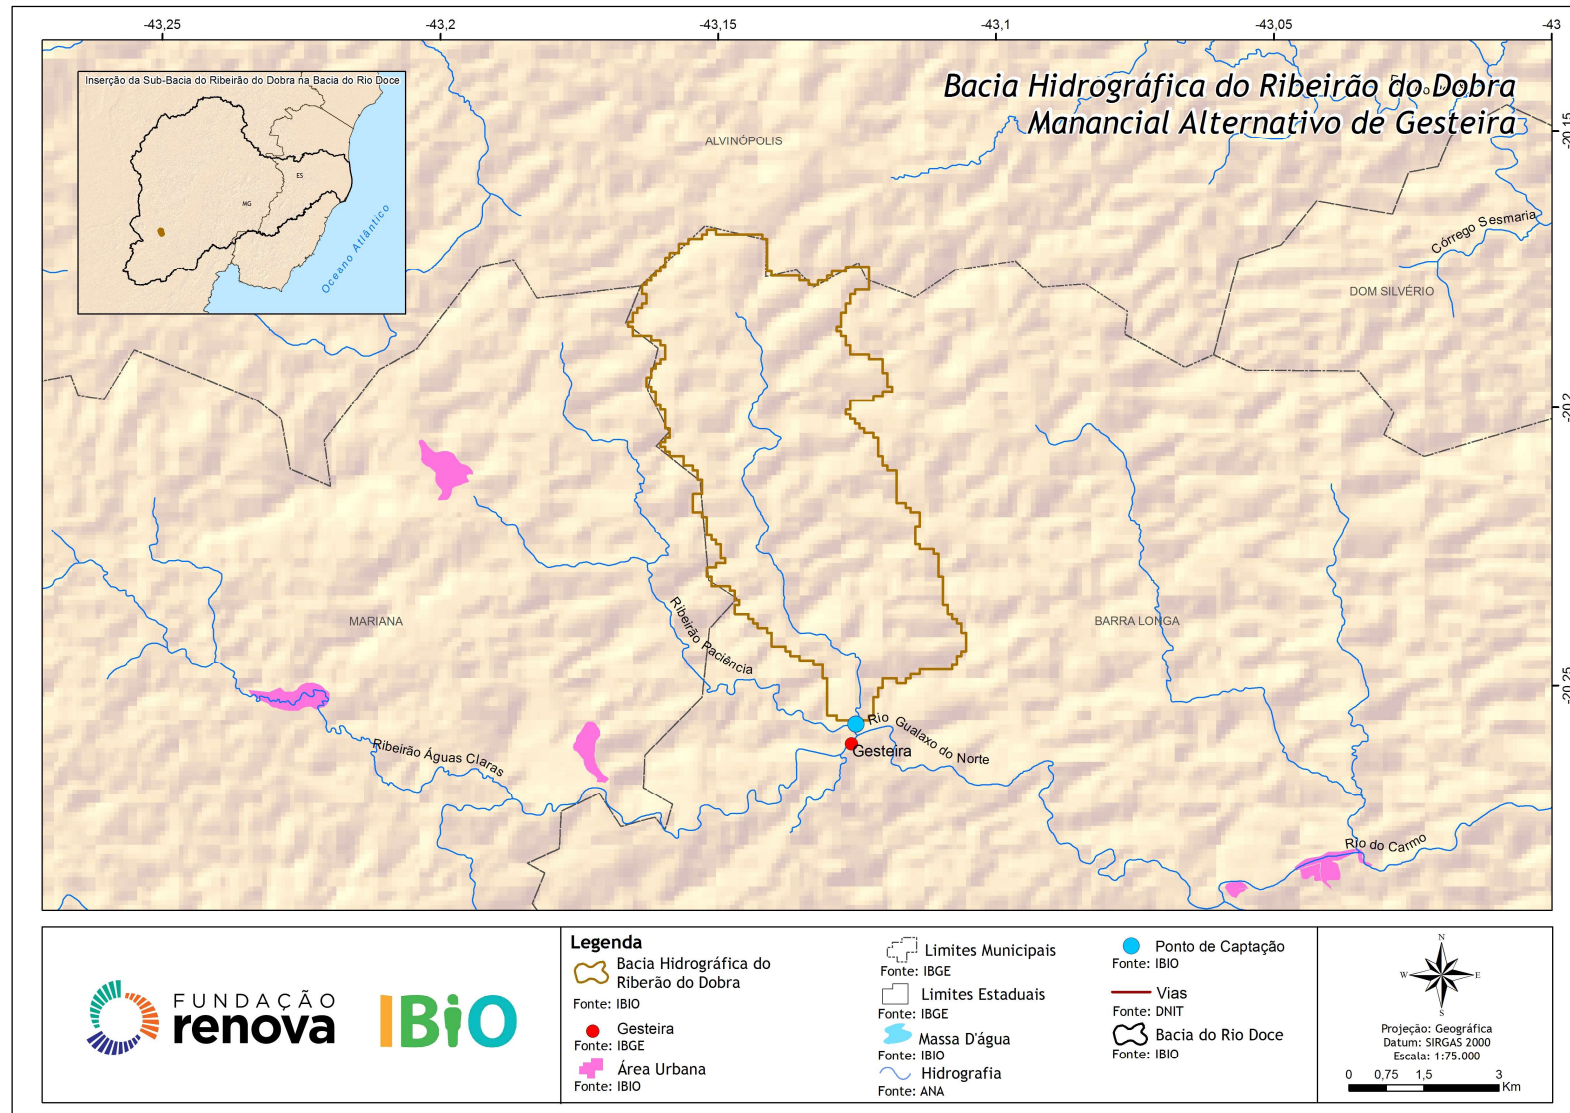 -43,25
-43,2
-43,15
-43,1
-43,05
-43
Inserção da Sub-Bacia do Ribeirão do Dobra na Bacia do Rio Doce
ES
MG
Oceano Atlântico
Bacia Hidrográfica do Ribeirão do Dobra
Manancial Alternativo de Gesteira
-20,15
-20,2
-20,25
ALVINÓPOLIS
Córrego Sesmaria
DOM SILVÉRIO
MARIANA
BARRA LONGA
Ribeirão Paciência
Rio Gualaxo do Norte
Gesteira
Ribeirão Águas Claras
Rio do Carmo
FUNDAÇÃO
renova
IBiO
Legenda
Bacia Hidrográfica do
Riberão do Dobra
Fonte: IBIO
Gesteira
Fonte: IBGE
Área Urbana
Fonte: IBIO
Limites Municipais
Fonte: IBGE
Limites Estaduais
Fonte: IBGE
Massa D'água
Fonte: IBIO
Hidrografia
Fonte: ANA
Ponto de Captação
Fonte: IBIO
Vias
Fonte: DNIT
Bacia do Rio Doce
Fonte: IBIO
N
W
E
S
Projeção: Geográfica
Datum: SIRGAS 2000
Escala: 1:75.000
0 0,75 1,5 3
Km